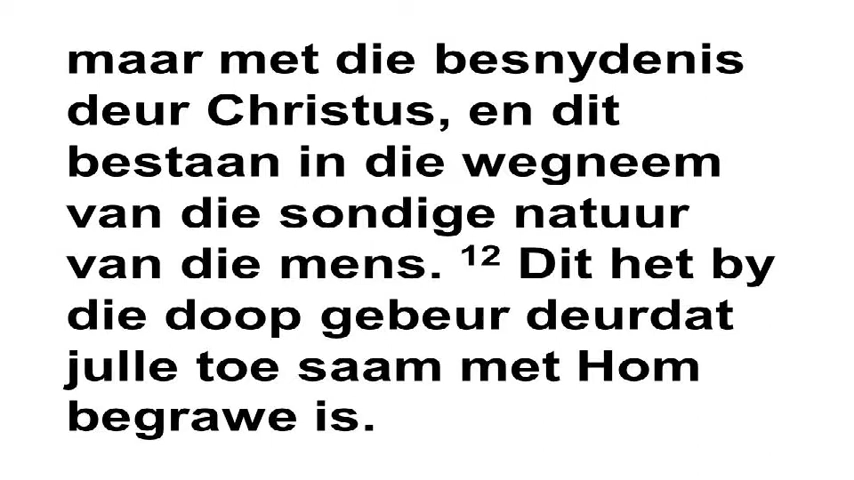 maar met die besnydenis
deur Christus, en dit
bestaan in die wegneem
van die sondige natuur
van die mens. ¹² Dit het by
die doop gebeur deurdat
julle toe saam met Hom
begrawe is.